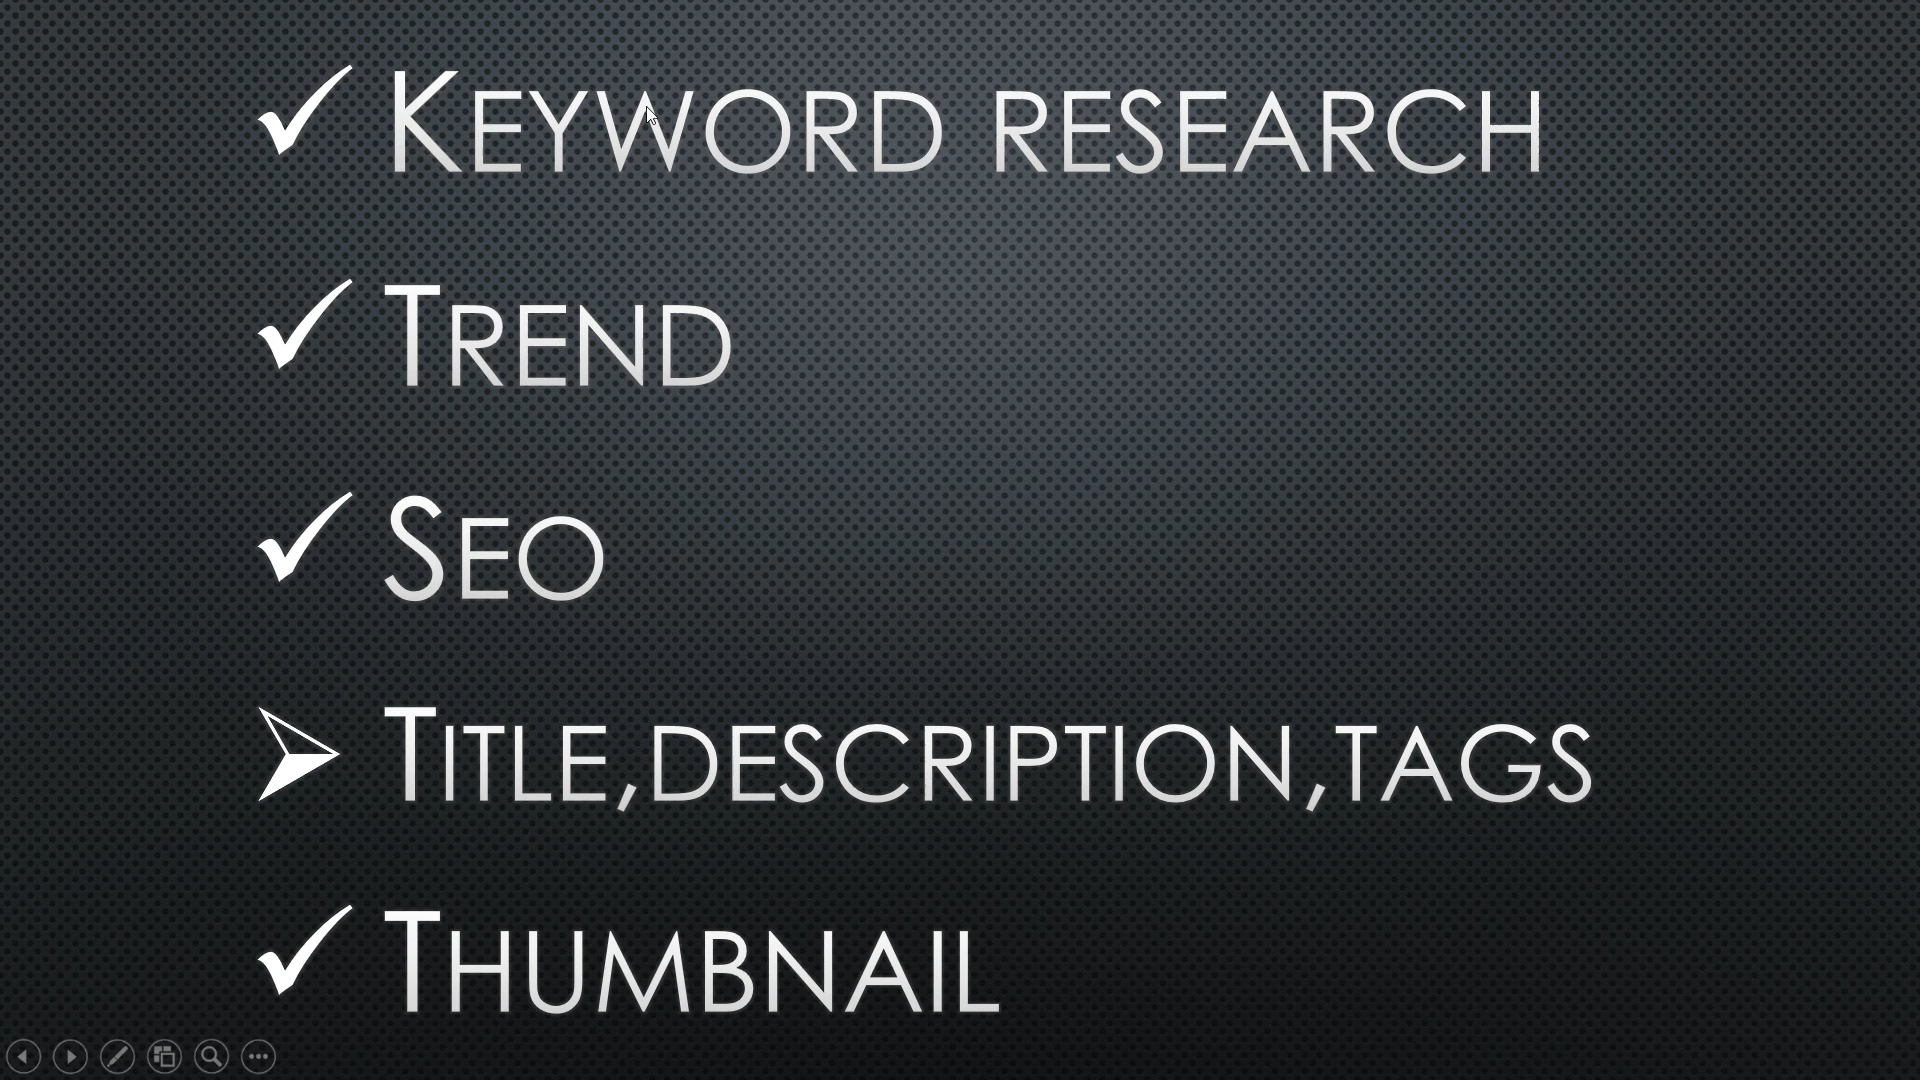 Keyword research
Trend
Seo
Title,description,tags
Thumbnail